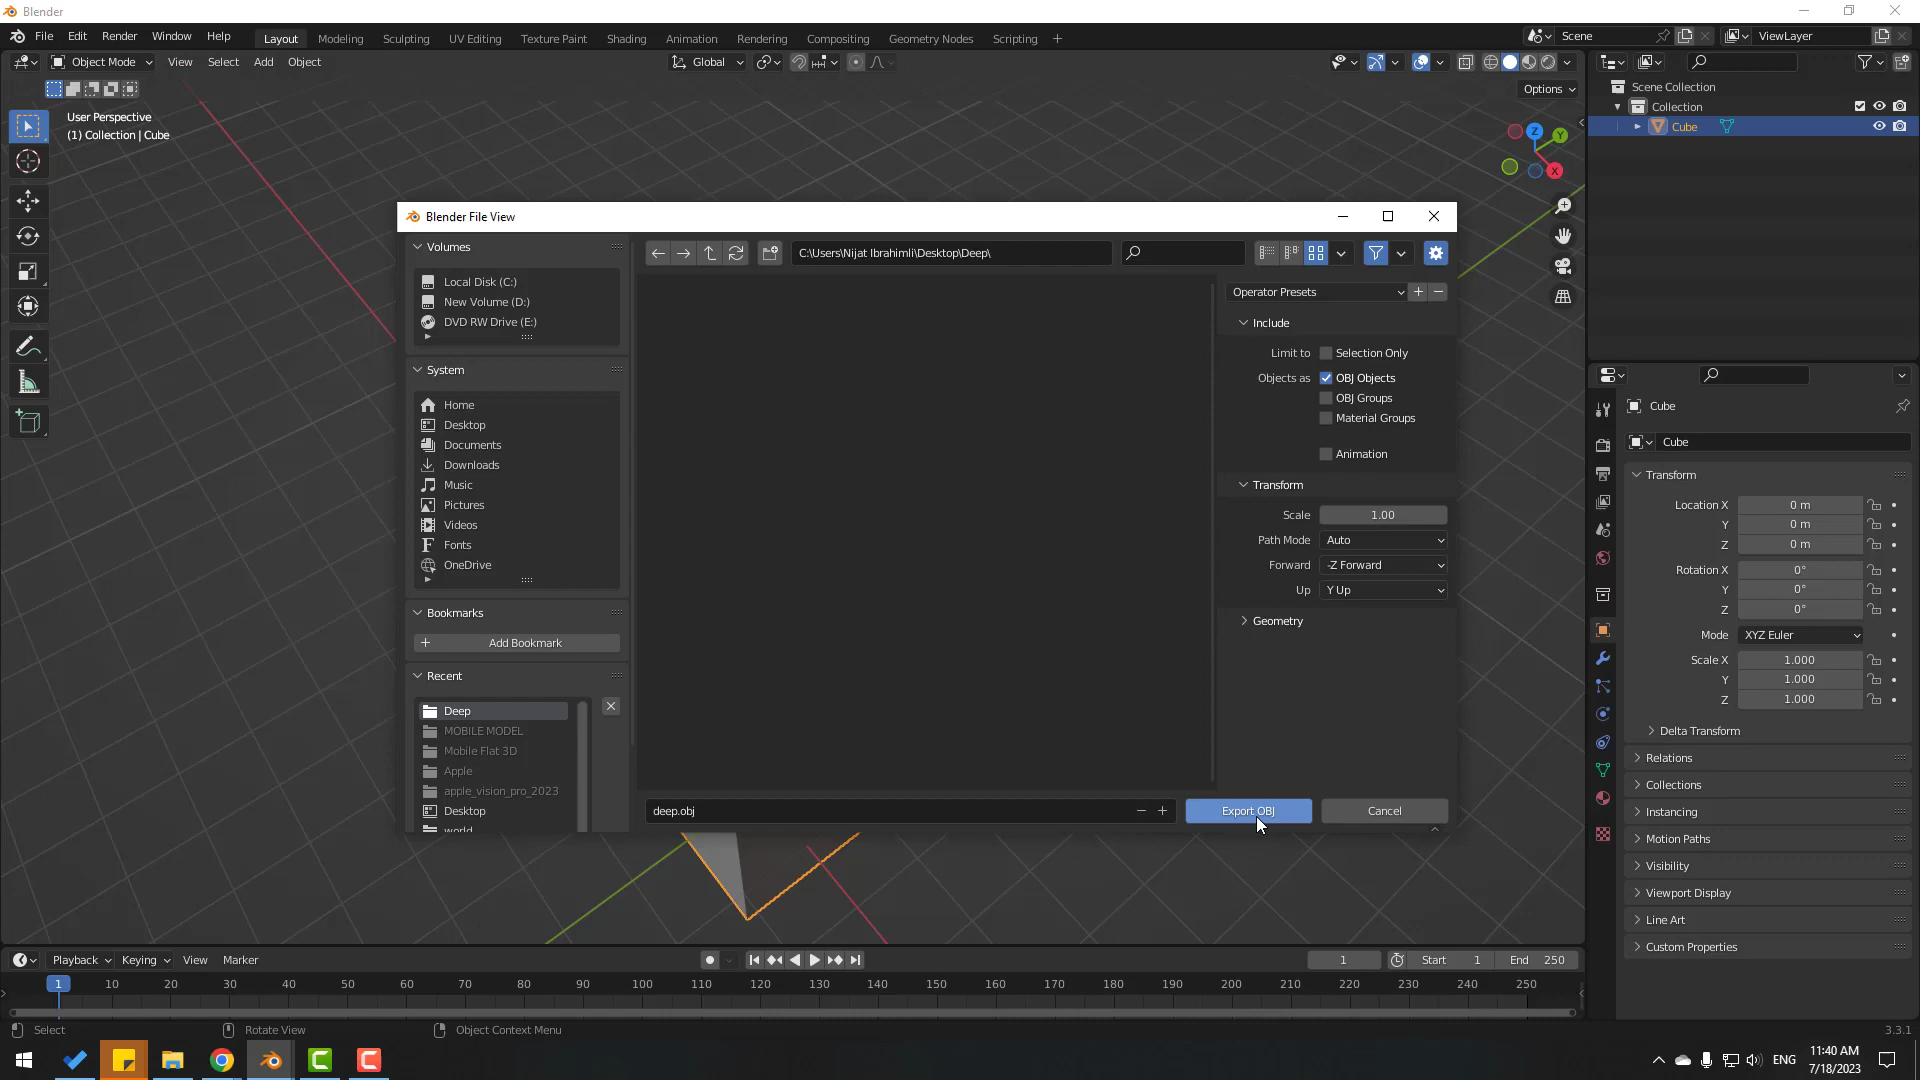 Blender
File Edit Render Window Help Layout Modeling Sculpting UV Editing Texture Paint Shading Animation Rendering Compositing Geometry Nodes Scripting + Scene ViewLayer
Object Mode View Select Add Object Global
Options
User Perspective
(1) Collection | Cube
Z
Y
X
Scene Collection
Collection
Cube
Blender File View
Volumes
Local Disk (C:)
New Volume (D:)
DVD RW Drive (E:)
System
Home
Desktop
Documents
Downloads
Music
Pictures
Videos
Fonts
OneDrive
Bookmarks
+ Add Bookmark
Recent
Deep
MOBILE MODEL
Mobile Flat 3D
Apple
apple_vision_pro_2023
Desktop
world
C:\Users\Nijat Ibrahimli\Desktop\Deep\
Operator Presets
Include
Limit to Selection Only
Objects as OBJ Objects
OBJ Groups
Material Groups
Animation
Transform
Scale 1.00
Path Mode Auto
Forward -Z Forward
Up Y Up
Geometry
deep.obj
Export OBJ
Cancel
Cube
Cube
Transform
Location X 0 m
Y 0 m
Z 0 m
Rotation X 0°
Y 0°
Z 0°
Mode XYZ Euler
Scale X 1.000
Y 1.000
Z 1.000
Delta Transform
Relations
Collections
Instancing
Motion Paths
Visibility
Viewport Display
Line Art
Custom Properties
Playback Keying View Marker 1 Start 1 End 250
1 10 20 30 40 50 60 70 80 90 100 110 120 130 140 150 160 170 180 190 200 210 220 230 240 250
Select Rotate View Object Context Menu 3.3.1
ENG
11:40 AM
7/18/2023